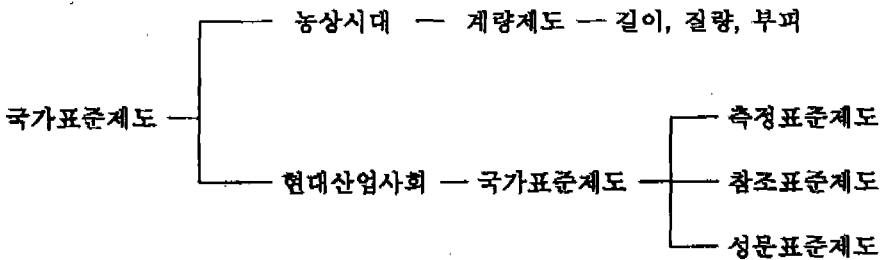 농상시대 — 계량제도 — 길이, 질량, 부피
국가표준제도
측정표준제도
현대산업사회 — 국가표준제도 — 참조표준제도
성문표준제도